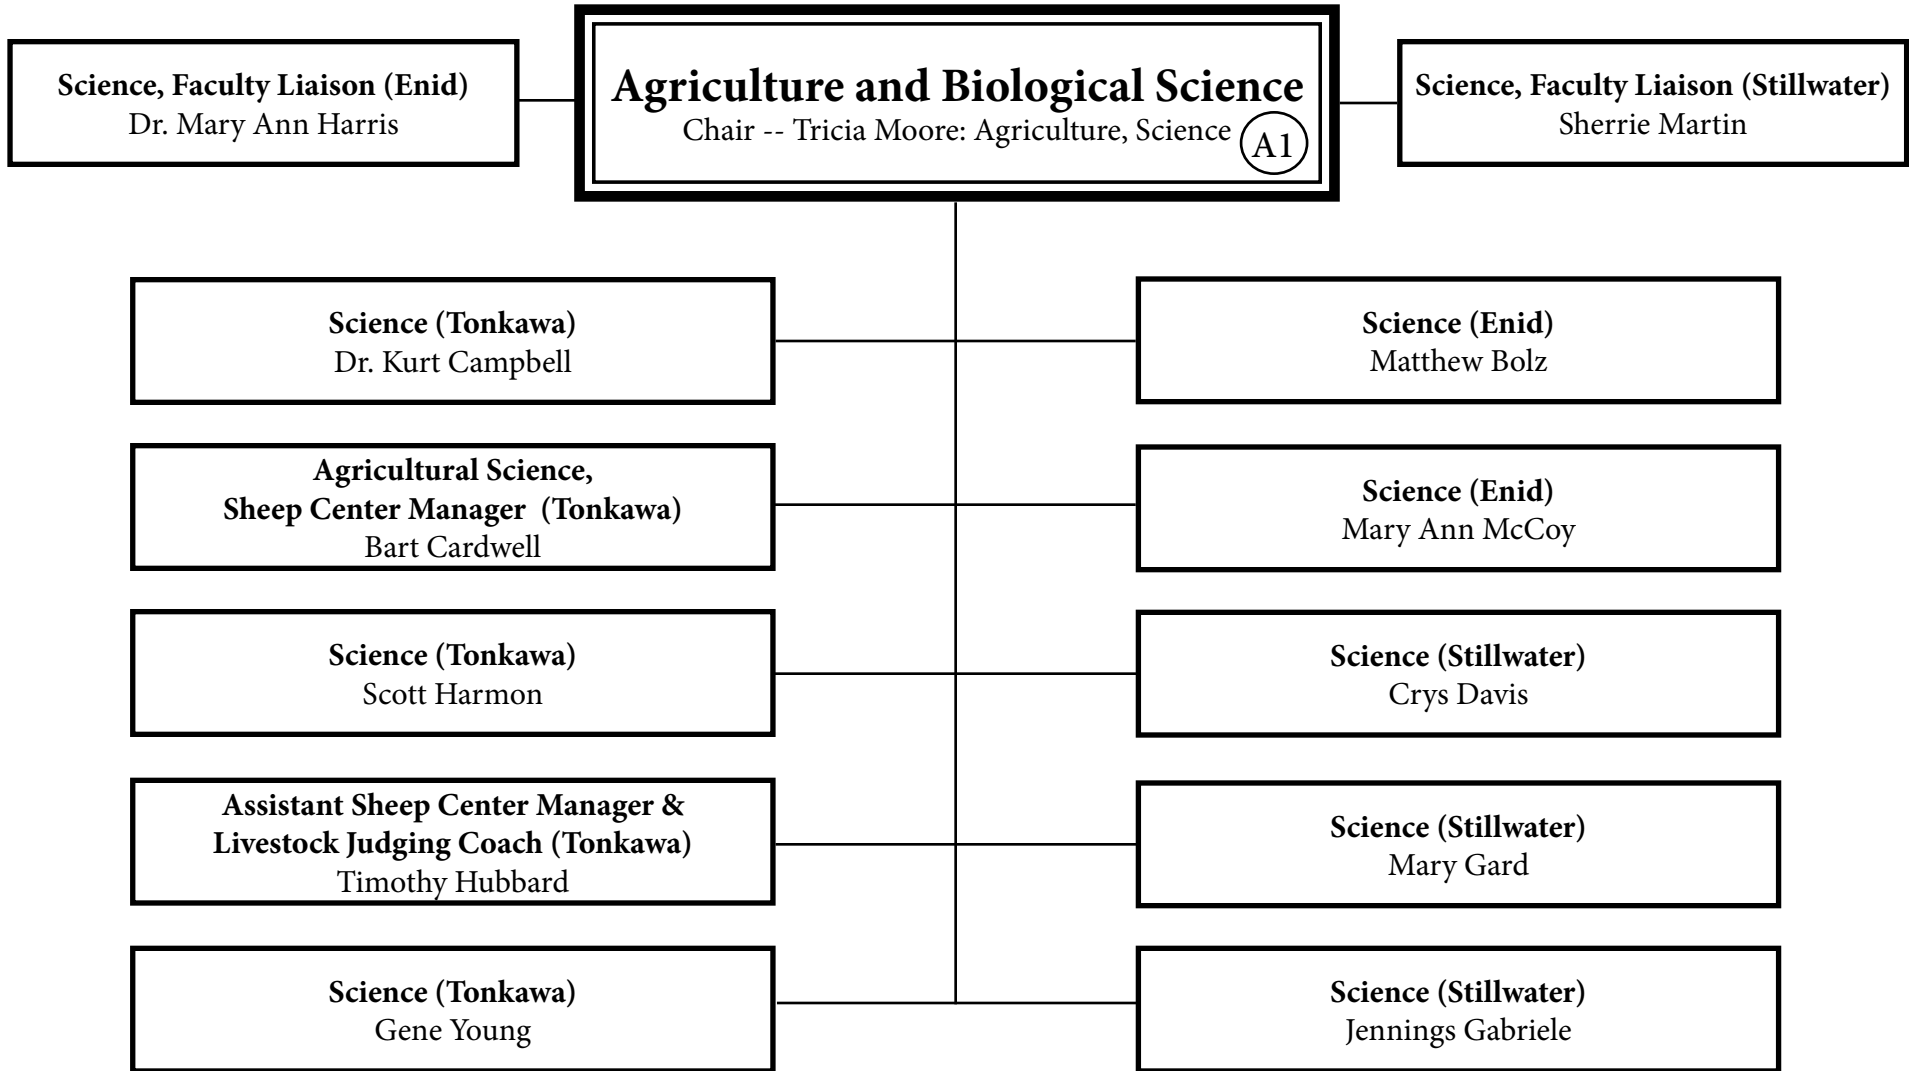 Science, Faculty Liaison (Enid)
Dr. Mary Ann Harris
Agriculture and Biological Science
Chair -- Tricia Moore: Agriculture, Science
A1
Science, Faculty Liaison (Stillwater)
Sherrie Martin
Science (Tonkawa)
Dr. Kurt Campbell
Science (Enid)
Matthew Bolz
Agricultural Science,
Sheep Center Manager  (Tonkawa)
Bart Cardwell
Science (Enid)
Mary Ann McCoy
Science (Tonkawa)
Scott Harmon
Science (Stillwater)
Crys Davis
Assistant Sheep Center Manager &
Livestock Judging Coach (Tonkawa)
Timothy Hubbard
Science (Stillwater)
Mary Gard
Science (Tonkawa)
Gene Young
Science (Stillwater)
Jennings Gabriele